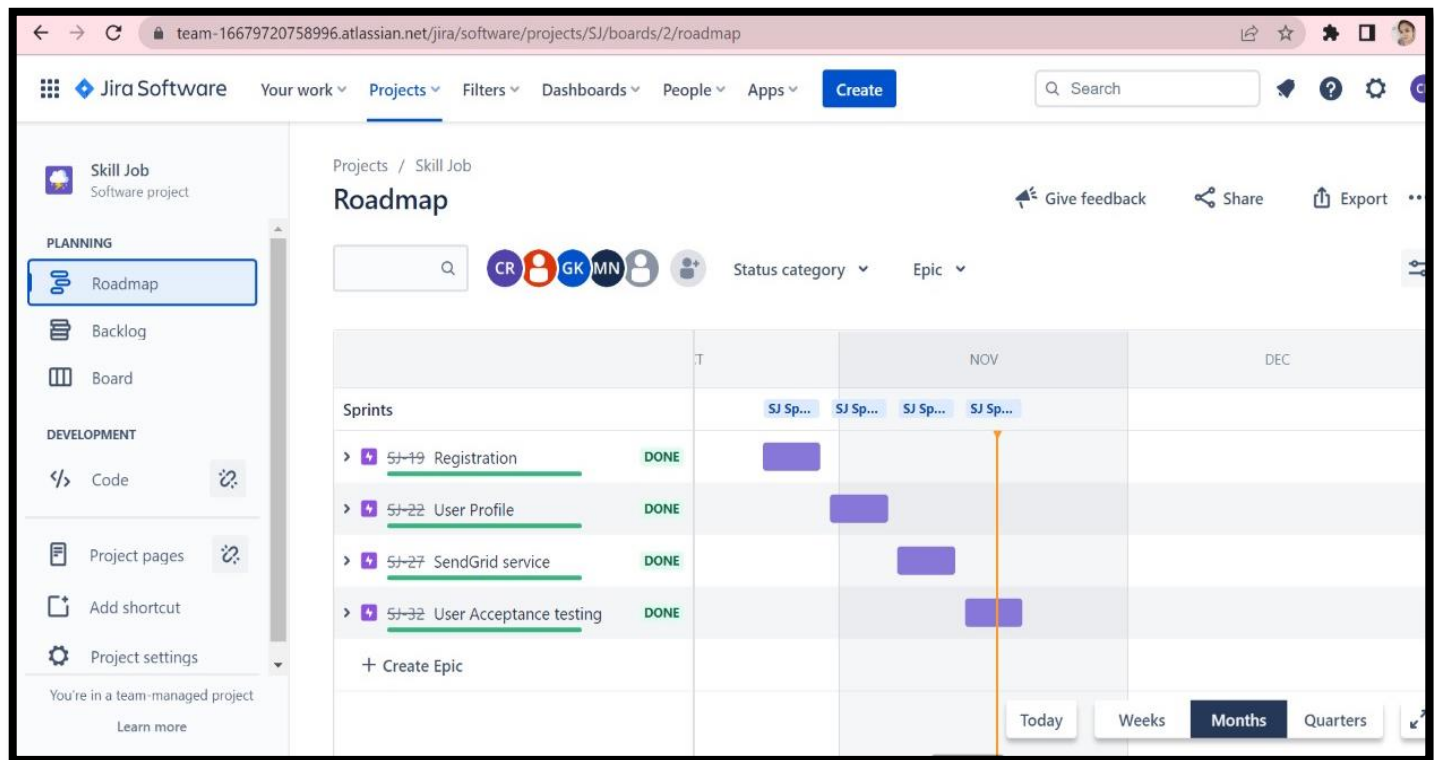 team-16679720758996.atlassian.net/jira/software/projects/SJ/boards/2/roadmap
Jira Software Your work Projects Filters Dashboards People Apps Create Search
Skill Job
Software project
PLANNING
Roadmap
Backlog
Board
DEVELOPMENT
Code
Project pages
Add shortcut
Project settings
You're in a team-managed project
Learn more
Projects / Skill Job
Roadmap
Give feedback Share Export
CR GK MN Status category Epic
T NOV DEC
Sprints SJ Sp... SJ Sp... SJ Sp... SJ Sp...
SJ-19 Registration DONE
SJ-22 User Profile DONE
SJ-27 SendGrid service DONE
SJ-32 User Acceptance testing DONE
+ Create Epic
Today Weeks Months Quarters